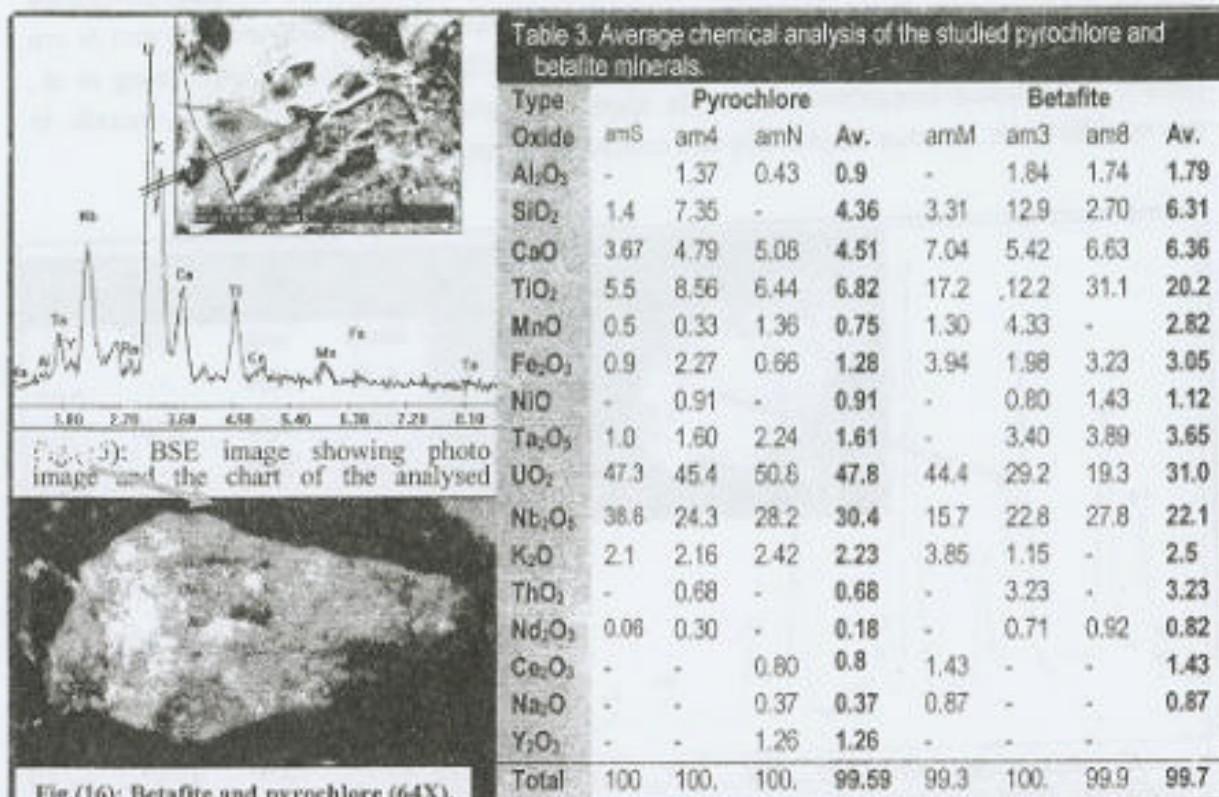 Nb
K
Ca
Ti
Ta
Y
Al
Mn
Fe
Ta
1.80 2.70 3.60 4.50 5.40 6.30 7.20 8.10
BSE image showing photo
image and the chart of the analysed
Fig (16): Betafite and pyrochlore (64X).
Table 3. Average chemical analysis of the studied pyrochlore and
betafite minerals.
Type Pyrochlore Betafite
Oxide amS am4 amN Av. amM am3 am8 Av.
Al₂O₃ - 1.37 0.43 0.9 - 1.84 1.74 1.79
SiO₂ 1.4 7.35 - 4.36 3.31 12.9 2.70 6.31
CaO 3.67 4.79 5.08 4.51 7.04 5.42 6.63 6.36
TiO₂ 5.5 8.56 6.44 6.82 17.2 12.2 31.1 20.2
MnO 0.5 0.33 1.36 0.75 1.30 4.33 - 2.82
Fe₂O₃ 0.9 2.27 0.66 1.28 3.94 1.98 3.23 3.05
NiO - 0.91 - 0.91 - 0.80 1.43 1.12
Ta₂O₅ 1.0 1.60 2.24 1.61 - 3.40 3.89 3.65
UO₂ 47.3 45.4 50.6 47.8 44.4 29.2 19.3 31.0
Nb₂O₅ 38.6 24.3 28.2 30.4 15.7 22.8 27.8 22.1
K₂O 2.1 2.16 2.42 2.23 3.85 1.15 - 2.5
ThO₂ - 0.68 - 0.68 - 3.23 - 3.23
Nd₂O₃ 0.06 0.30 - 0.18 - 0.71 0.92 0.82
Ce₂O₃ - - 0.80 0.8 1.43 - - 1.43
Na₂O - - 0.37 0.37 0.87 - - 0.87
Y₂O₃ - - 1.26 1.26 - - -
Total 100 100. 100. 99.59 99.3 100. 99.9 99.7